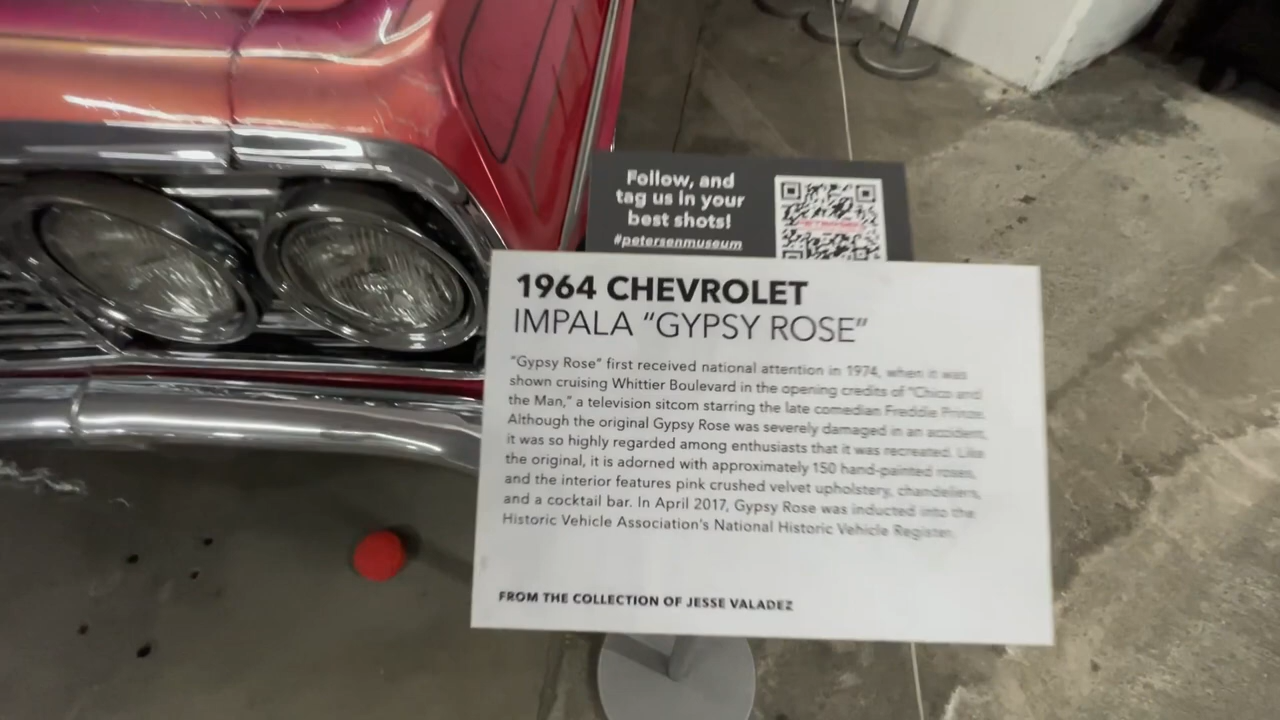 Follow, and
tag us in your
best shots!
#petersenmuseum
1964 CHEVROLET
IMPALA “GYPSY ROSE”
“Gypsy Rose” first received national attention in 1974, when it was
shown cruising Whittier Boulevard in the opening credits of “Chico and
the Man,” a television sitcom starring the late comedian Freddie Prinze.
Although the original Gypsy Rose was severely damaged in an accident,
it was so highly regarded among enthusiasts that it was recreated. Like
the original, it is adorned with approximately 150 hand-painted roses,
and the interior features pink crushed velvet upholstery, chandeliers,
and a cocktail bar. In April 2017, Gypsy Rose was inducted into the
Historic Vehicle Association’s National Historic Vehicle Register.
FROM THE COLLECTION OF JESSE VALADEZ